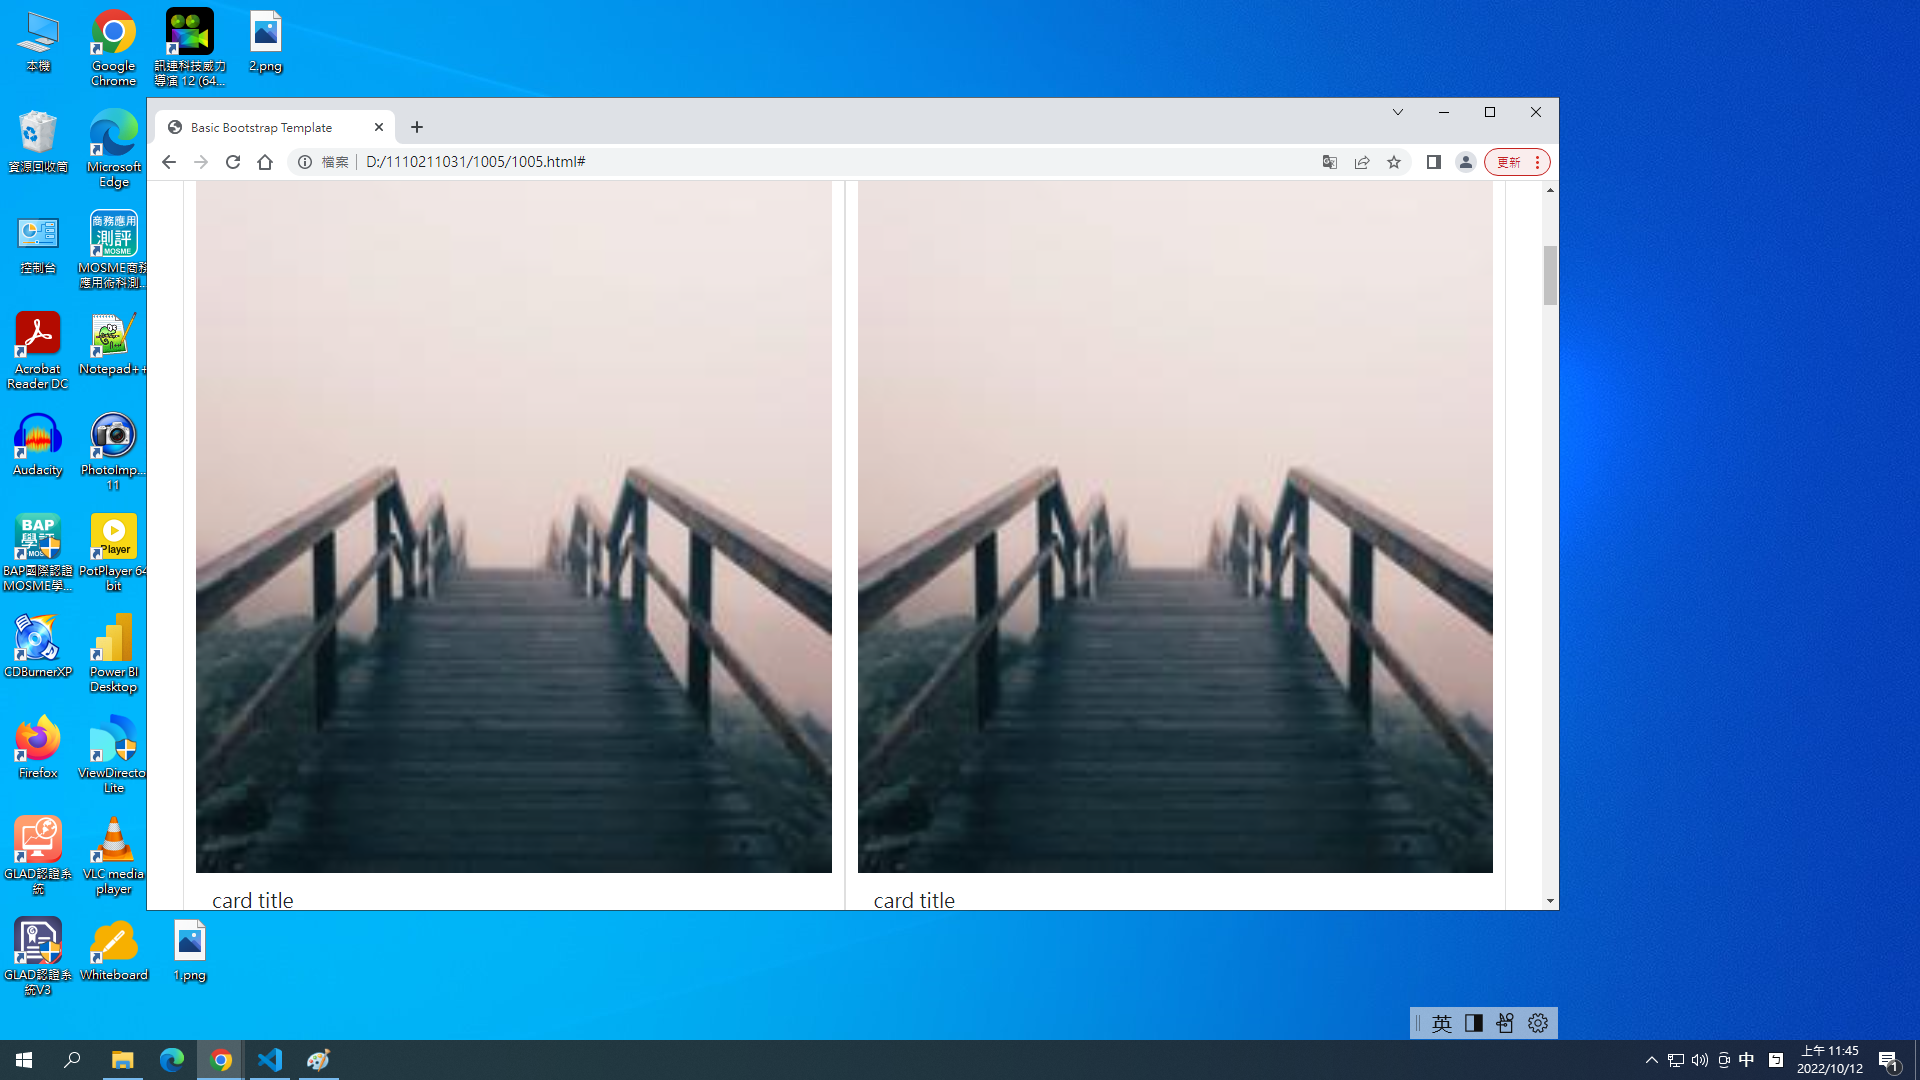 本機
Google
Chrome
訊連科技威力
導演 12 (64...
2.png
資源回收筒
Microsoft
Edge
控制台
商務應用
測評
MOSME
MOSME商務
應用術科測...
Acrobat
Reader DC
Notepad++
Audacity
PhotoImp...
11
BAP
學評
BAP國際認證
MOSME學...
Player
PotPlayer 64
bit
CDBurnerXP
Power BI
Desktop
Firefox
ViewDirecto
Lite
GLAD認證系
統
VLC media
player
GLAD認證系
統V3
Whiteboard
1.png
Basic Bootstrap Template
檔案
D:/1110211031/1005/1005.html#
更新
card title
card title
英
中
ㄅ
上午 11:45
2022/10/12
1